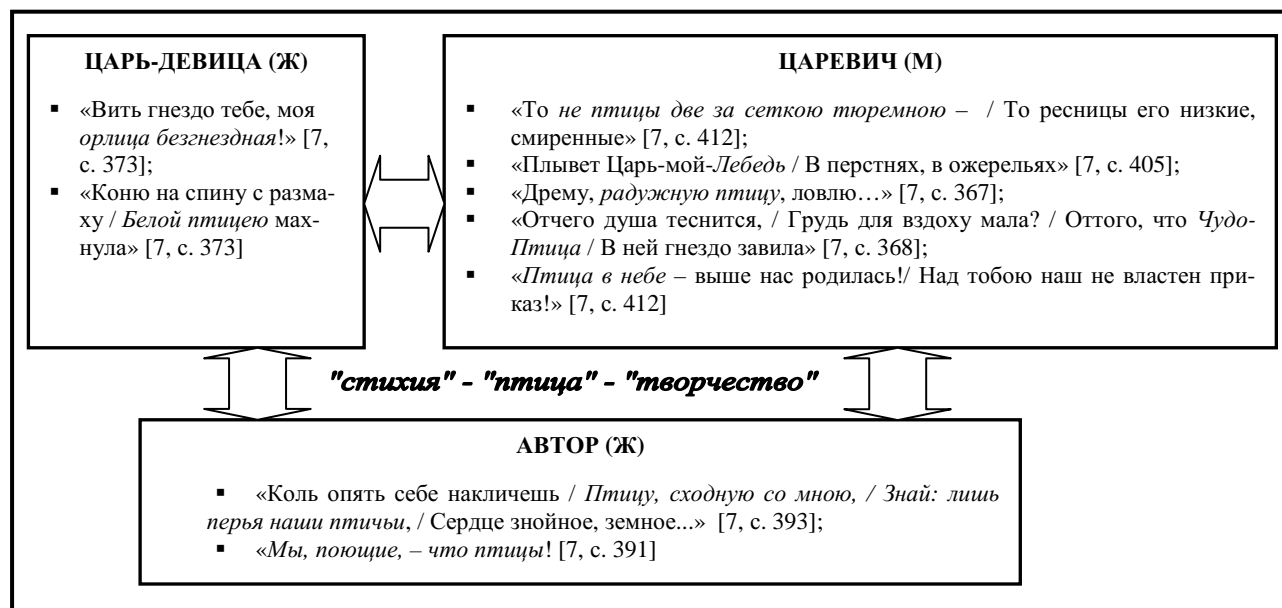 ЦАРЬ-ДЕВИЦА (Ж)
▪ «Вить гнездо тебе, моя
орлица безгнездная!» [7,
с. 373];
▪ «Коню на спину с разма-
ху / Белой птицею мах-
нула» [7, с. 373]
ЦАРЕВИЧ (М)
▪ «То не птицы две за сеткою тюремною – / То ресницы его низкие,
смиренные» [7, с. 412];
▪ «Плывет Царь-мой-Лебедь / В перстнях, в ожерельях» [7, с. 405];
▪ «Дрему, радужную птицу, ловлю…» [7, с. 367];
▪ «Отчего душа теснится, / Грудь для вздоху мала? / Оттого, что Чудо-
Птица / В ней гнездо завила» [7, с. 368];
▪ «Птица в небе – выше нас родилась!/ Над тобою наш не властен при-
каз!» [7, с. 412]
"стихия" - "птица" - "творчество"
АВТОР (Ж)
▪ «Коль опять себе накличешь / Птицу, сходную со мною, / Знай: лишь
перья наши птичьи, / Сердце знойное, земное...» [7, с. 393];
▪ «Мы, поющие, – что птицы! [7, с. 391]